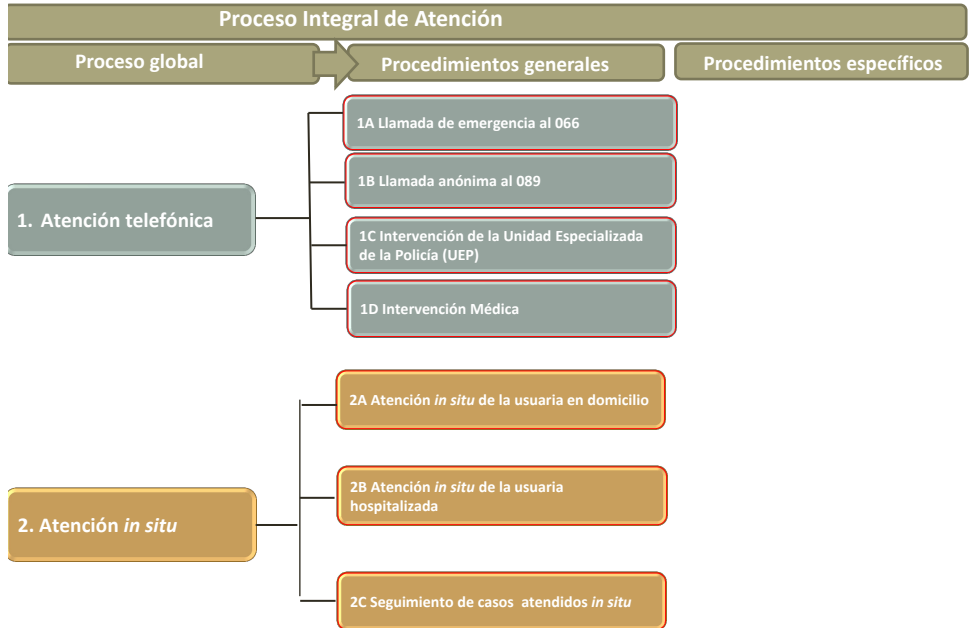 Proceso Integral de Atención
Proceso global
Procedimientos generales
Procedimientos específicos
1A Llamada de emergencia al 066
1B Llamada anónima al 089
1. Atención telefónica
1C Intervención de la Unidad Especializada
de la Policía (UEP)
1D Intervención Médica
2A Atención in situ de la usuaria en domicilio
2B Atención in situ de la usuaria
hospitalizada
2. Atención in situ
2C Seguimiento de casos atendidos in situ